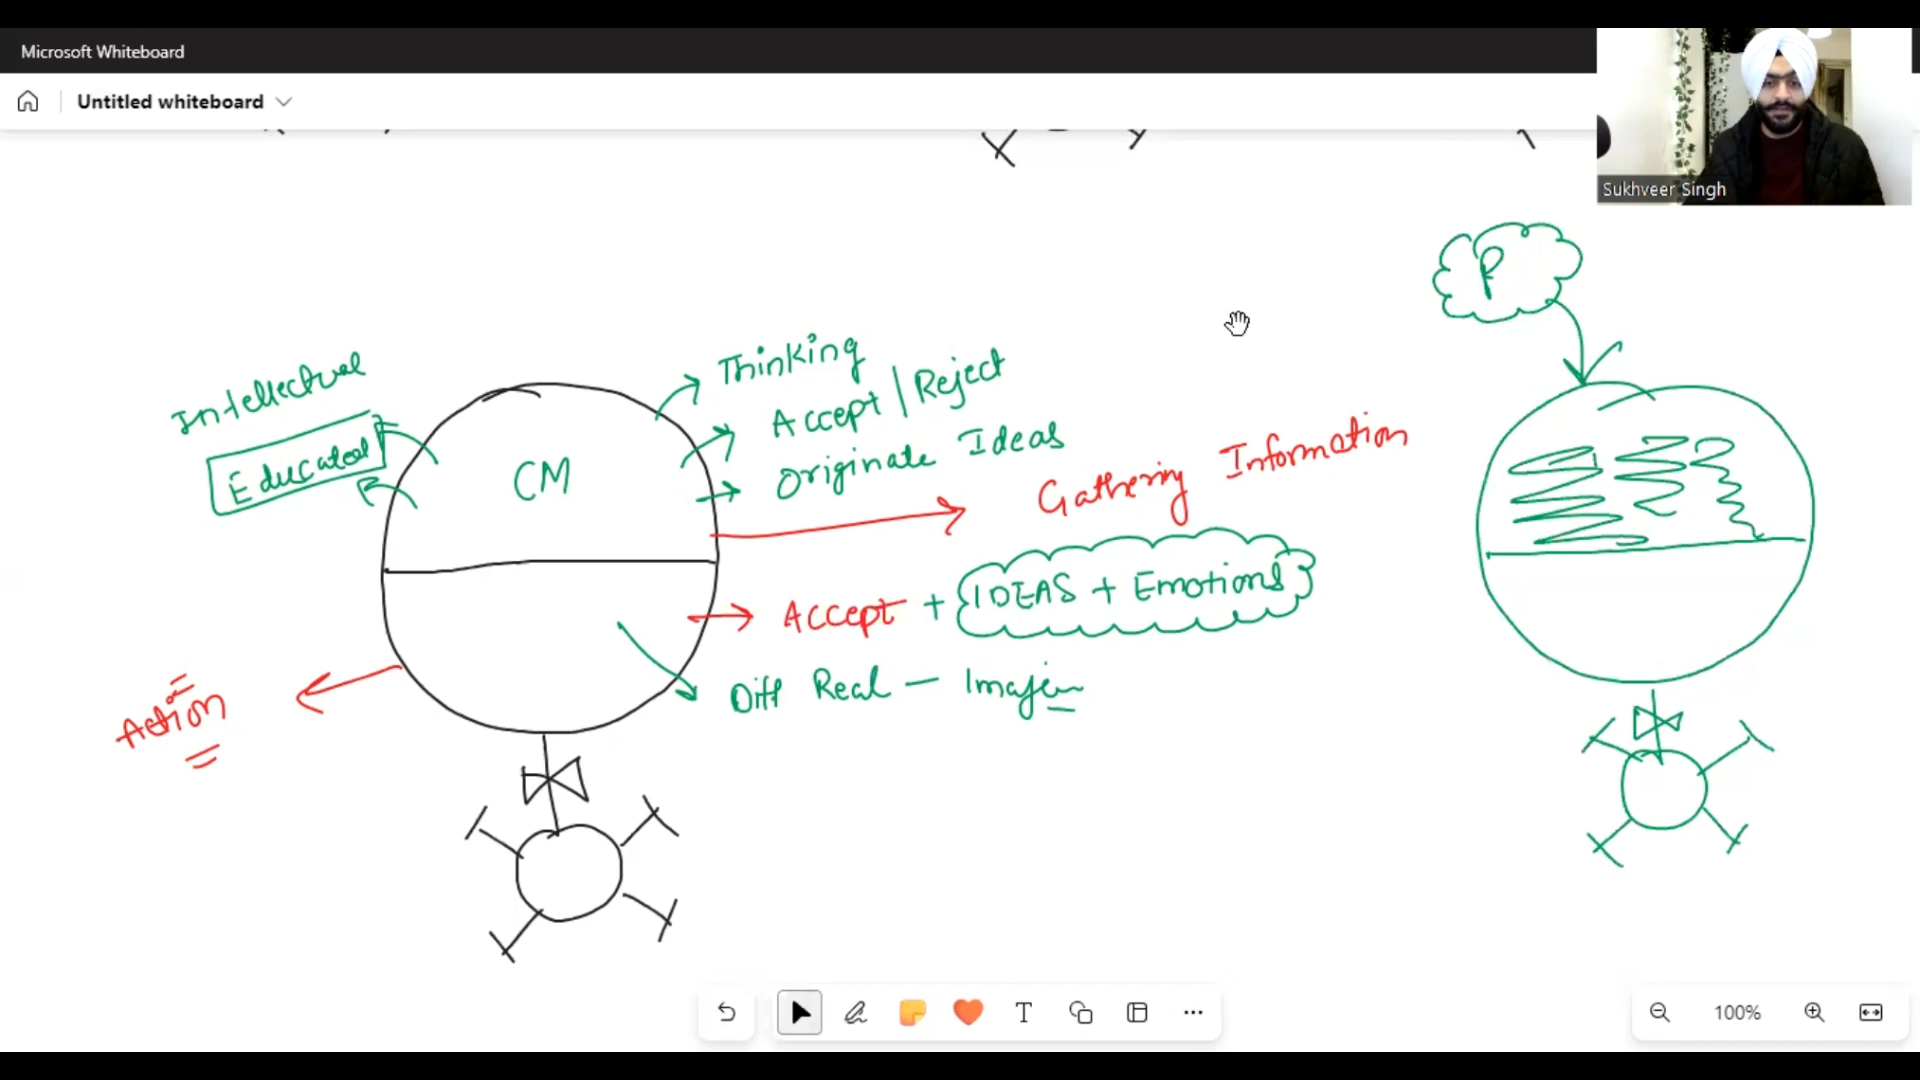 Microsoft Whiteboard
Untitled whiteboard
Sukhveer Singh
P
Thinking
Accept | Reject
Originate Ideas
Gathering Information
Intellectual
Educated
CM
Accept + {IDEAS + Emotions}
Diff Real -
Action
T
100%